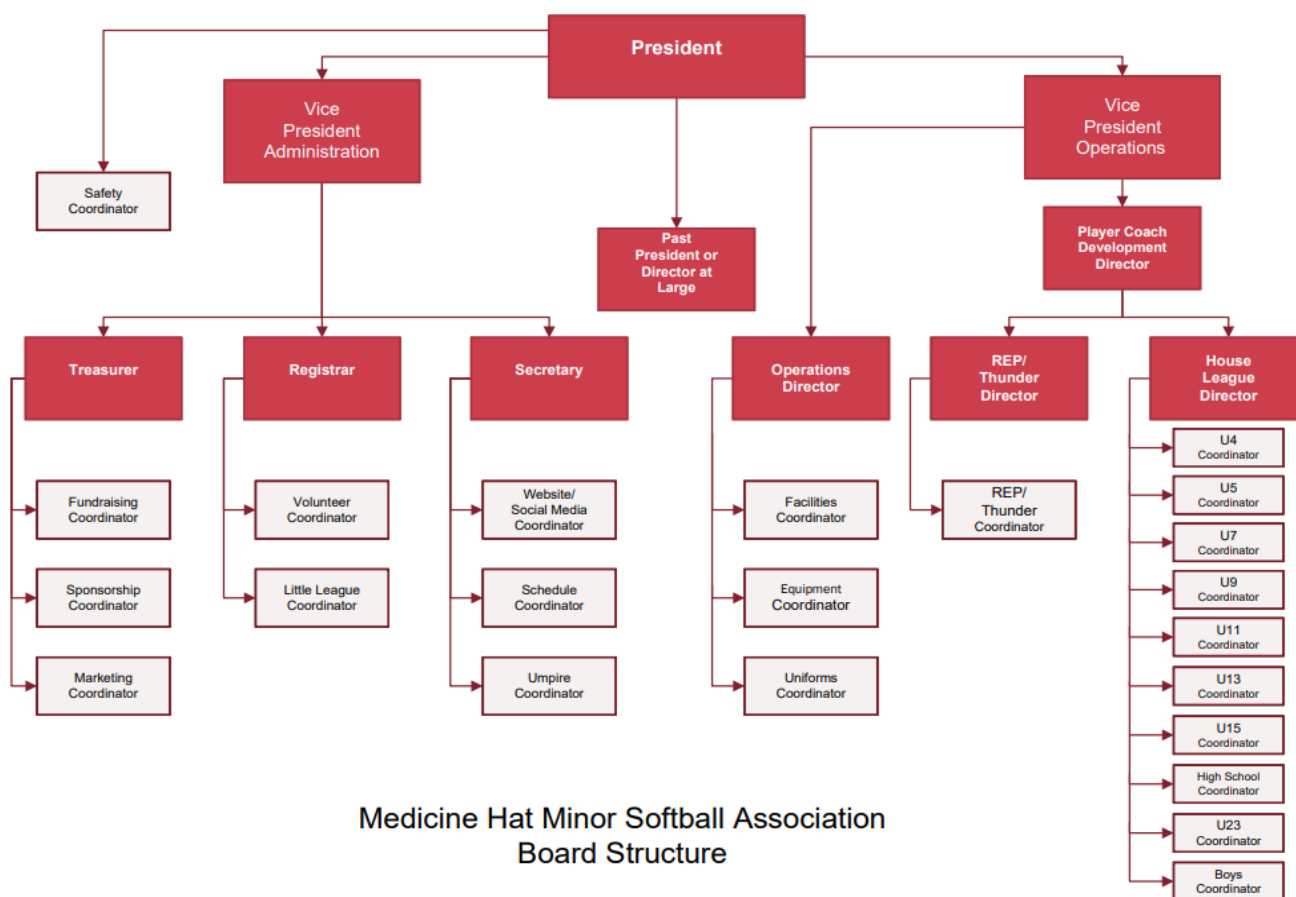 President
Vice
President
Administration
Vice
President
Operations
Safety
Coordinator
Past
President or
Director at
Large
Player Coach
Development
Director
Treasurer
Registrar
Secretary
Operations
Director
REP/
Thunder
Director
House
League
Director
Fundraising
Coordinator
Sponsorship
Coordinator
Marketing
Coordinator
Volunteer
Coordinator
Little League
Coordinator
Website/
Social Media
Coordinator
Schedule
Coordinator
Umpire
Coordinator
Facilities
Coordinator
Equipment
Coordinator
Uniforms
Coordinator
REP/
Thunder
Coordinator
U4
Coordinator
U5
Coordinator
U7
Coordinator
U9
Coordinator
U11
Coordinator
U13
Coordinator
U15
Coordinator
High School
Coordinator
U23
Coordinator
Boys
Coordinator
Medicine Hat Minor Softball Association
Board Structure